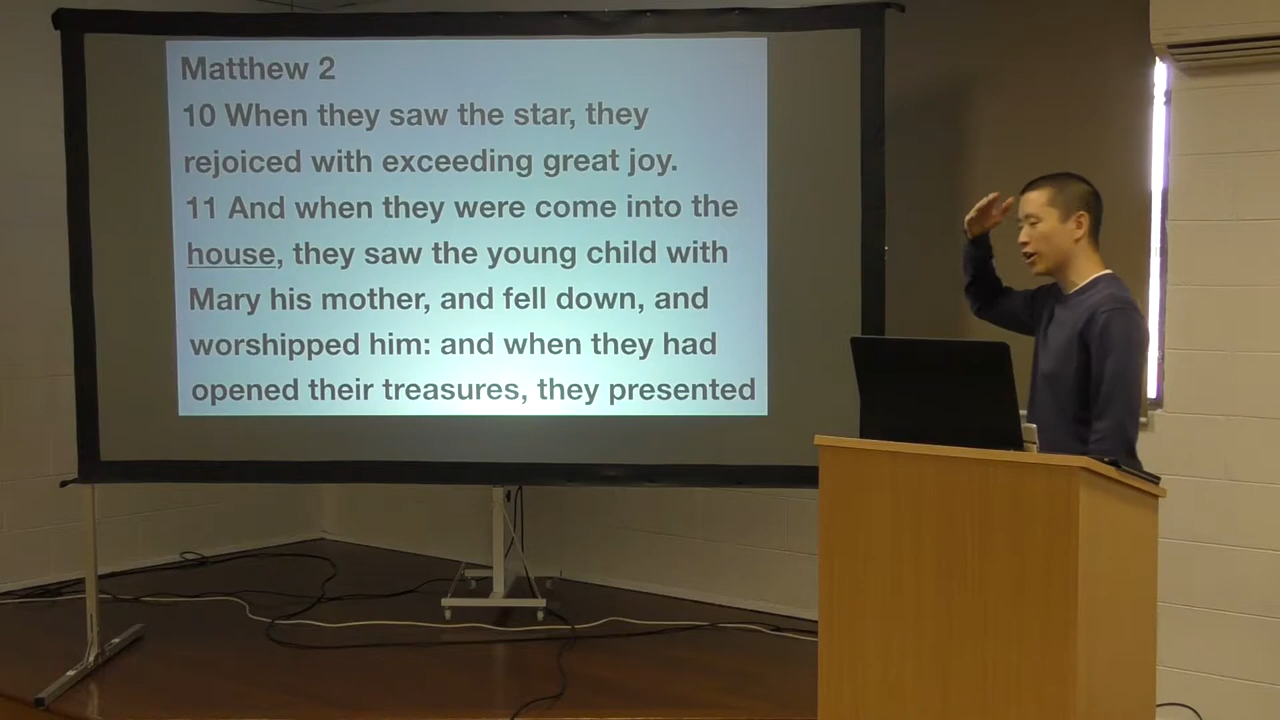 Matthew 2
10 When they saw the star, they
rejoiced with exceeding great joy.
11 And when they were come into the
house, they saw the young child with
Mary his mother, and fell down, and
worshipped him: and when they had
opened their treasures, they presented